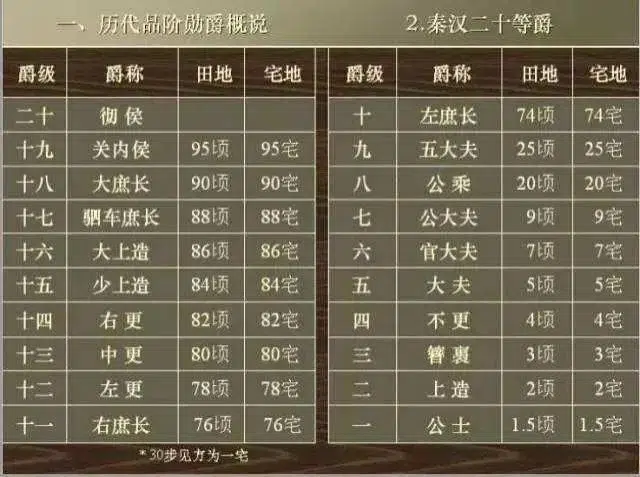 一、历代品阶勋爵概说 2.秦汉二十等爵
爵级 爵称 田地 宅地 爵级 爵称 田地 宅地
二十 彻侯 十 左庶长 74顷 74宅
十九 关内侯 95顷 95宅 九 五大夫 25顷 25宅
十八 大庶长 90顷 90宅 八 公乘 20顷 20宅
十七 驷车庶长 88顷 88宅 七 公大夫 9顷 9宅
十六 大上造 86顷 86宅 六 官大夫 7顷 7宅
十五 少上造 84顷 84宅 五 大夫 5顷 5宅
十四 右更 82顷 82宅 四 不更 4顷 4宅
十三 中更 80顷 80宅 三 簪裹 3顷 3宅
十二 左更 78顷 78宅 二 上造 2顷 2宅
十一 右庶长 76顷 76宅 一 公士 1.5顷 1.5宅
*30步见方为一宅